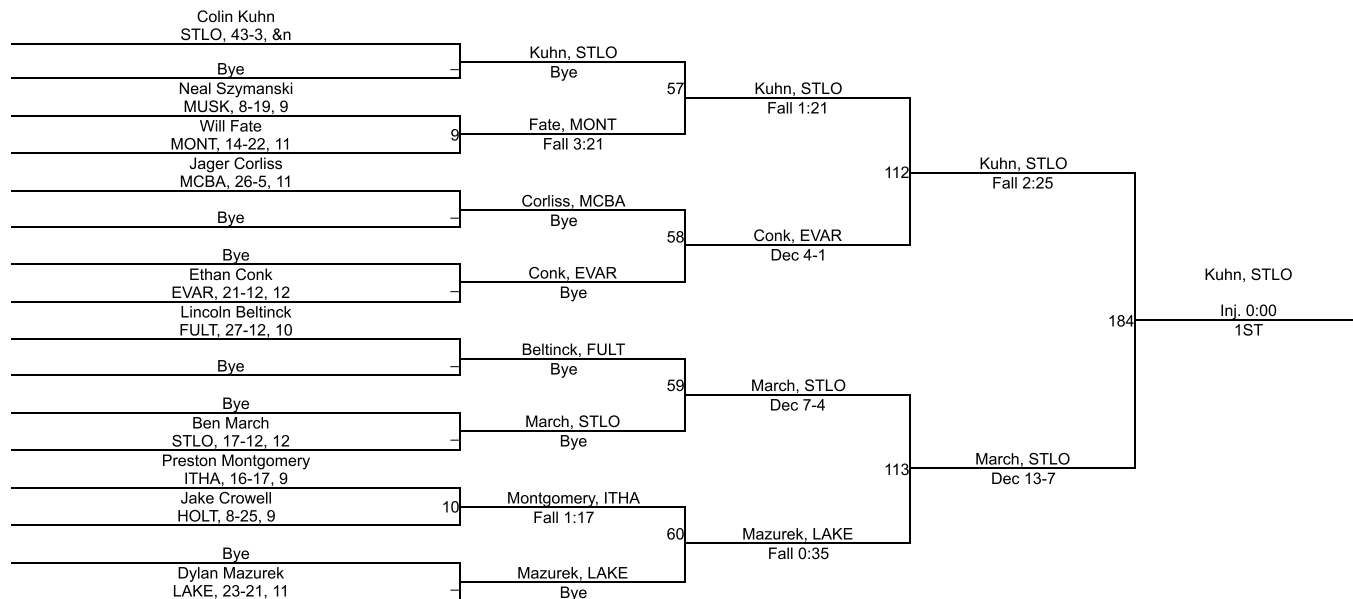 Colin Kuhn
STLO, 43-3, &n
Bye
Neal Szymanski
MUSK, 8-19, 9
Will Fate
MONT, 14-22, 11
Jager Corliss
MCBA, 26-5, 11
Bye
Bye
Ethan Conk
EVAR, 21-12, 12
Lincoln Beltinck
FULT, 27-12, 10
Bye
Bye
Ben March
STLO, 17-12, 12
Preston Montgomery
ITHA, 16-17, 9
Jake Crowell
HOLT, 8-25, 9
Bye
Dylan Mazurek
LAKE, 23-21, 11
–
9
–
–
–
–
10
–
Kuhn, STLO
Bye
Fate, MONT
Fall 3:21
Corliss, MCBA
Bye
Conk, EVAR
Bye
Beltinck, FULT
Bye
March, STLO
Bye
Montgomery, ITHA
Fall 1:17
Mazurek, LAKE
Bye
57
58
59
60
Kuhn, STLO
Fall 1:21
Conk, EVAR
Dec 4-1
March, STLO
Dec 7-4
Mazurek, LAKE
Fall 0:35
112
113
Kuhn, STLO
Fall 2:25
March, STLO
Dec 13-7
184
Kuhn, STLO
Inj. 0:00
1ST